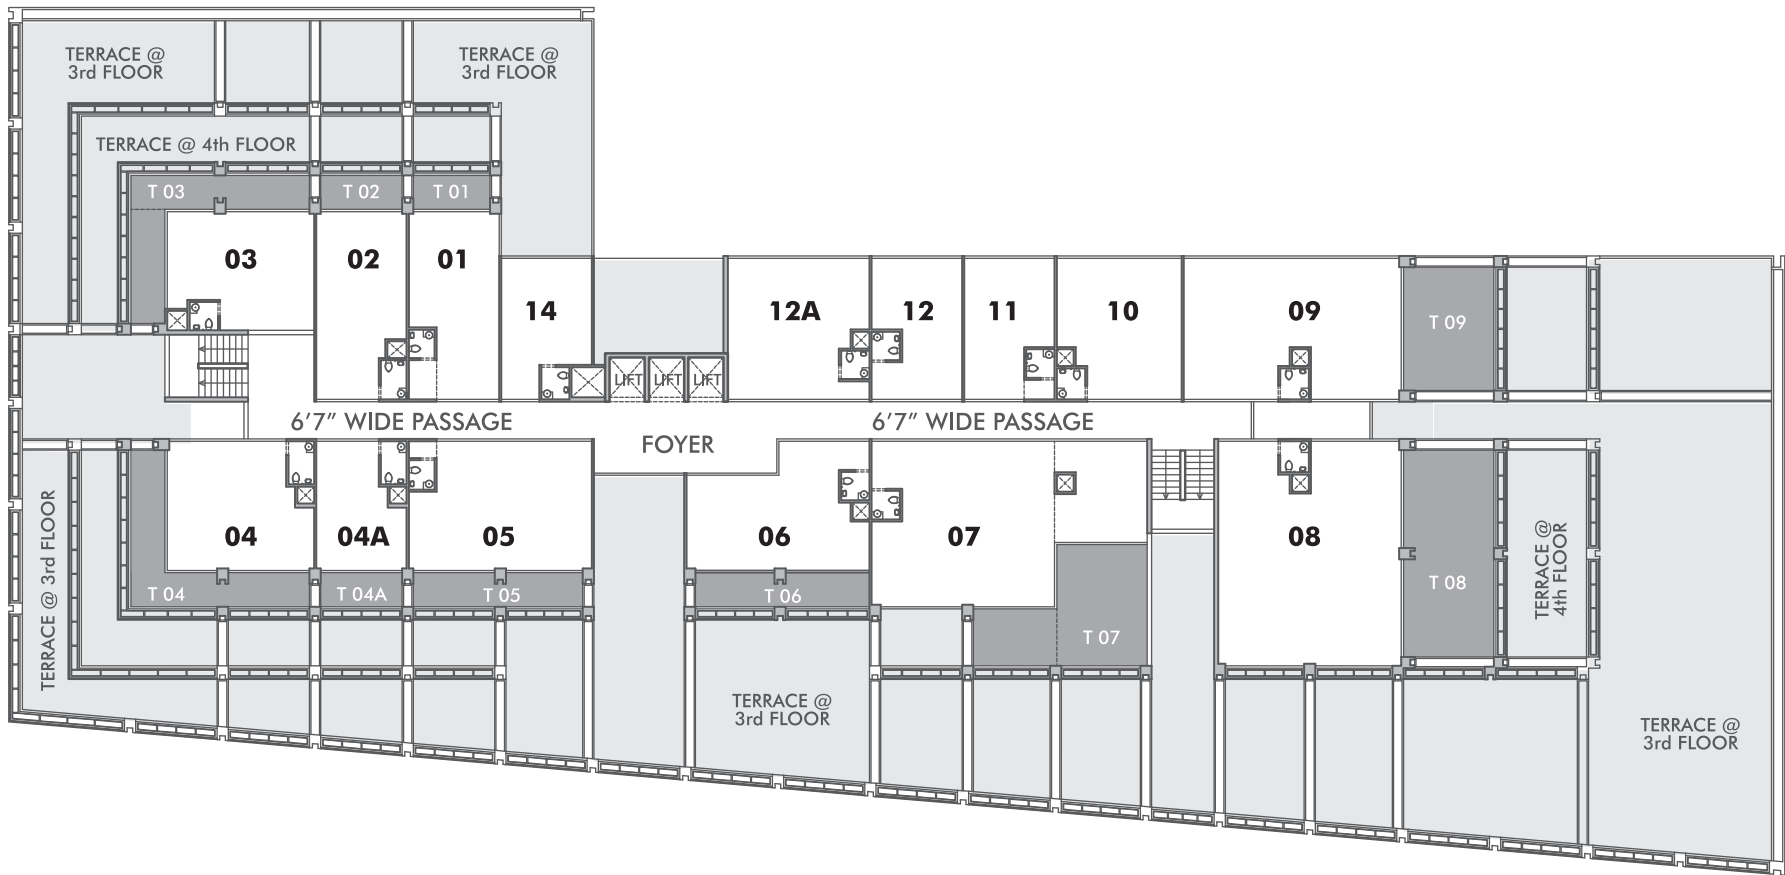 TERRACE @
3rd FLOOR
TERRACE @
3rd FLOOR
TERRACE @ 4th FLOOR
T 03
T 02
T 01
03
02
01
14
12A
12
11
10
09
T 09
LIFT
LIFT
LIFT
6’7” WIDE PASSAGE
6’7” WIDE PASSAGE
FOYER
04
04A
05
06
07
08
T 04
T 04A
T 05
T 06
T 07
T 08
TERRACE @ 3rd FLOOR
TERRACE @
4th FLOOR
TERRACE @
3rd FLOOR
TERRACE @
3rd FLOOR